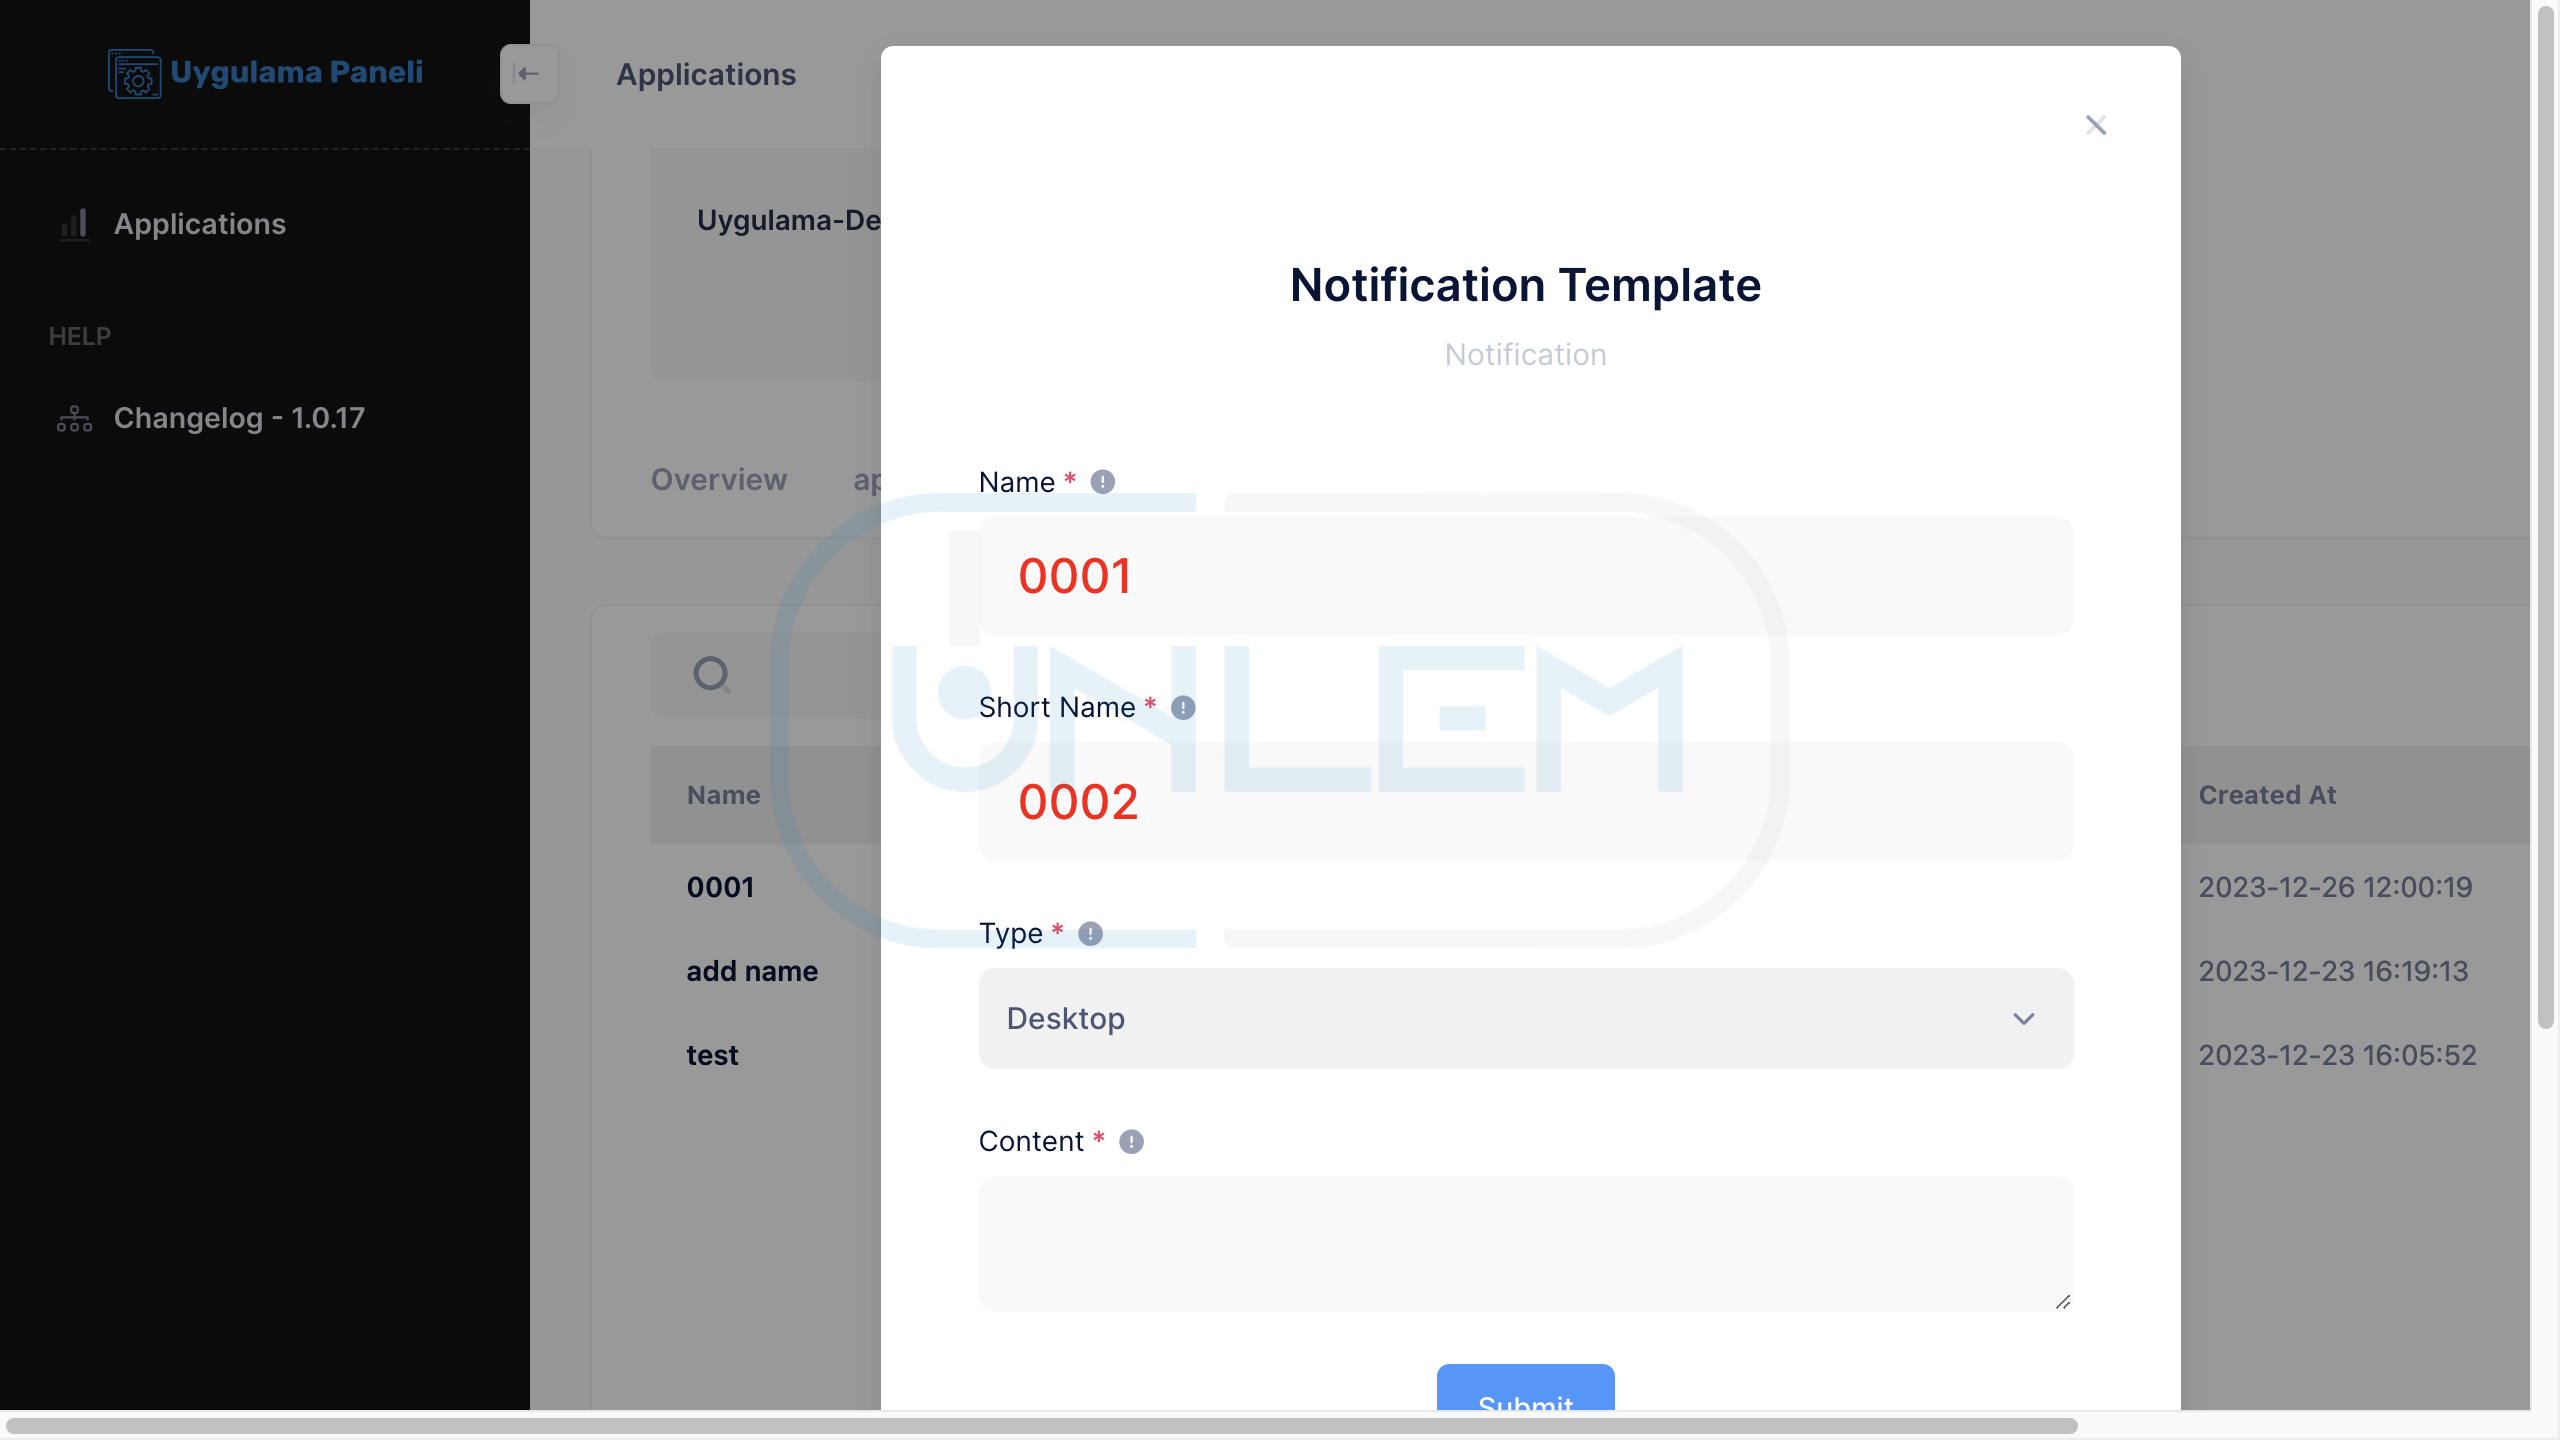 Uygulama Paneli
Applications
HELP
Changelog - 1.0.17
Applications
Uygulama-De
Overview ap
Name
0001
add name
test
Notification Template
Notification
Name *
0001
Short Name *
0002
Type *
Desktop
Content *
Submit
Created At
2023-12-26 12:00:19
2023-12-23 16:19:13
2023-12-23 16:05:52
UNLEM